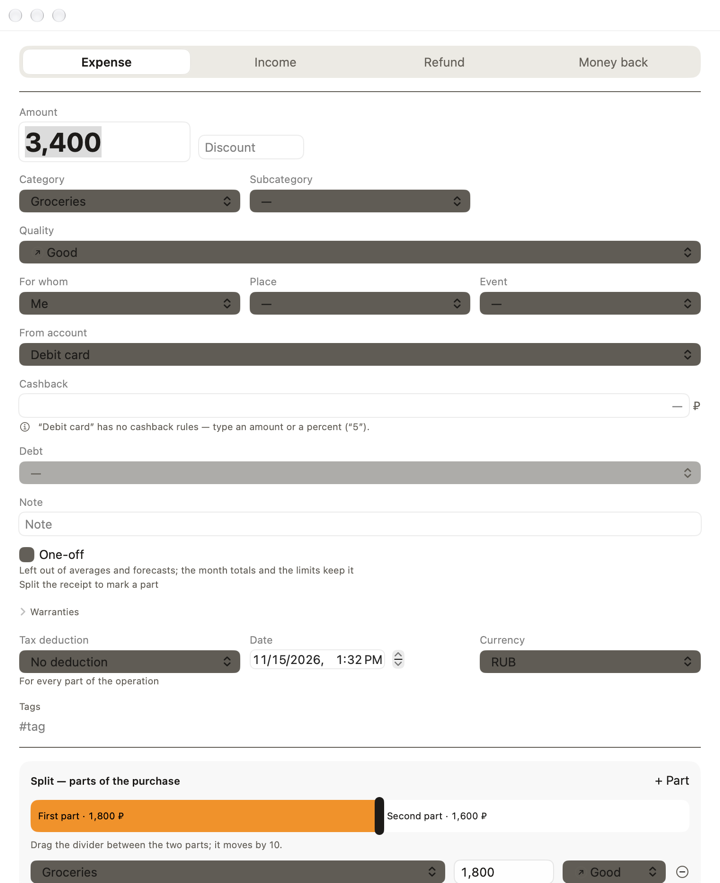 Expense Income Refund Money back
Amount
3,400 Discount
Category Subcategory
Groceries —
Quality
↗ Good
For whom Place Event
Me — —
From account
Debit card
Cashback
— ₽
“Debit card” has no cashback rules — type an amount or a percent (“5”).
Debt
—
Note
Note
One-off
Left out of averages and forecasts; the month totals and the limits keep it
Split the receipt to mark a part
Warranties
Tax deduction Date Currency
No deduction 11/15/2026, 1:32 PM RUB
For every part of the operation
Tags
#tag
Split — parts of the purchase + Part
First part · 1,800 ₽ Second part · 1,600 ₽
Drag the divider between the two parts; it moves by 10.
Groceries 1,800 ↗ Good